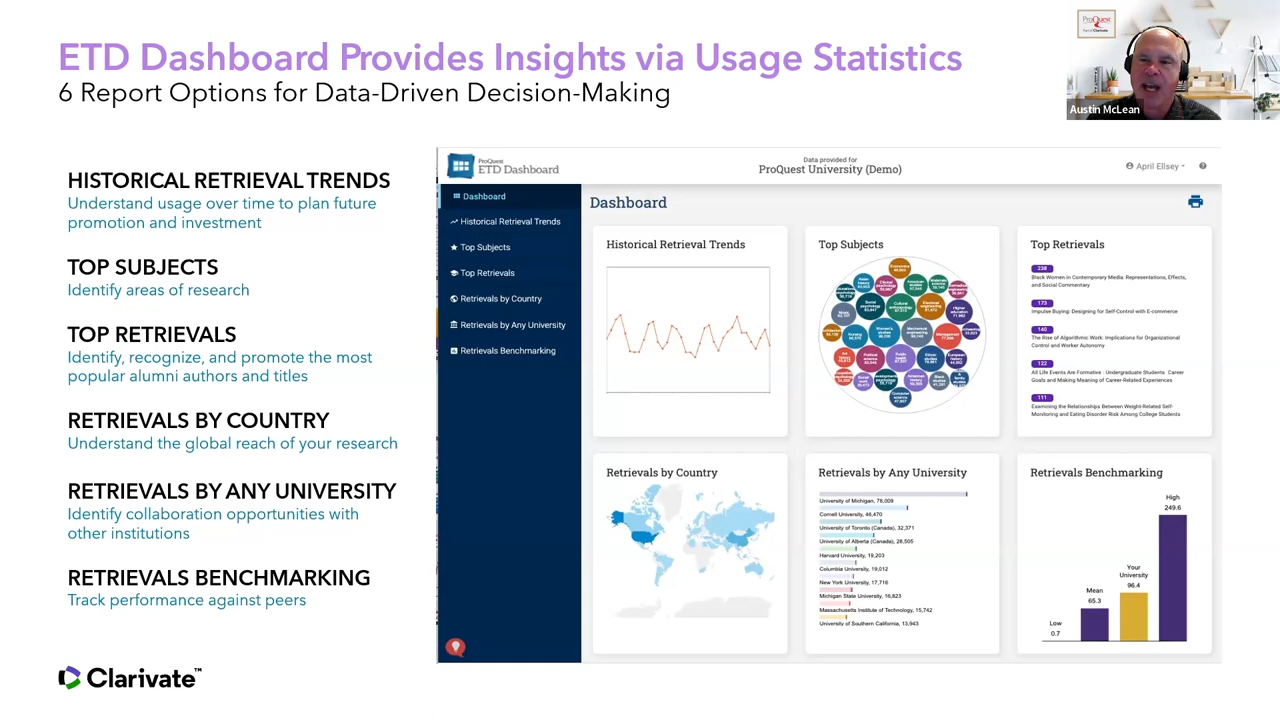 ETD Dashboard Provides Insights via Usage Statistics
6 Report Options for Data-Driven Decision-Making
ProQuest
Austin McLean
HISTORICAL RETRIEVAL TRENDS
Understand usage over time to plan future
promotion and investment
TOP SUBJECTS
Identify areas of research
TOP RETRIEVALS
Identify, recognize, and promote the most
popular alumni authors and titles
RETRIEVALS BY COUNTRY
Understand the global reach of your research
RETRIEVALS BY ANY UNIVERSITY
Identify collaboration opportunities with
other institutions
RETRIEVALS BENCHMARKING
Track performance against peers
Clarivate™
ProQuest
ETD Dashboard
Data provided for
ProQuest University (Demo)
April Ellsey
Dashboard
Historical Retrieval Trends
Top Subjects
Top Retrievals
Retrievals by Country
Retrievals by Any University
Retrievals Benchmarking
Dashboard
Historical Retrieval Trends
Top Subjects
Top Retrievals
238
Black Women in Contemporary Media: Representations, Effects,
and Social Commentary
173
Impulse Buying: Designing for Self-Control with E-commerce
140
The Rise of Algorithmic Work: Implications for Organizational
Control and Worker Autonomy
122
All Life Events Are Formative : Undergraduate Students Career
Goals and Making Meaning of Career-Related Experiences
111
Examining the Relationships Between Weight-Related Self-
Monitoring and Eating Disorder Risk Among College Students
Retrievals by Country
Retrievals by Any University
University of Michigan, 78,009
Cornell University, 46,470
University of Toronto (Canada), 32,371
University of Alberta (Canada), 28,505
Harvard University, 19,203
Columbia University, 19,012
New York University, 17,716
Michigan State University, 16,823
Massachusetts Institute of Technology, 15,742
University of Southern California, 13,943
Retrievals Benchmarking
Low
0.7
Mean
65.3
Your
University
96.4
High
249.6